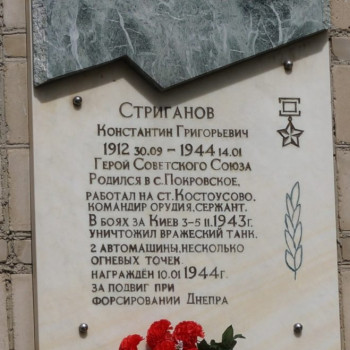 Стриганов
Константин Григорьевич
1912 30.09 – 1944 14.01
Герой Советского Союза
Родился в с. Покровское,
работал на ст. Костоусово.
командир орудия, сержант.
В боях за Киев 3–5 11. 1943г.
уничтожил вражеский танк.
2 автомашины, несколько
огневых точек.
награждён 10.01 1944г.
за подвиг при
форсировании Днепра